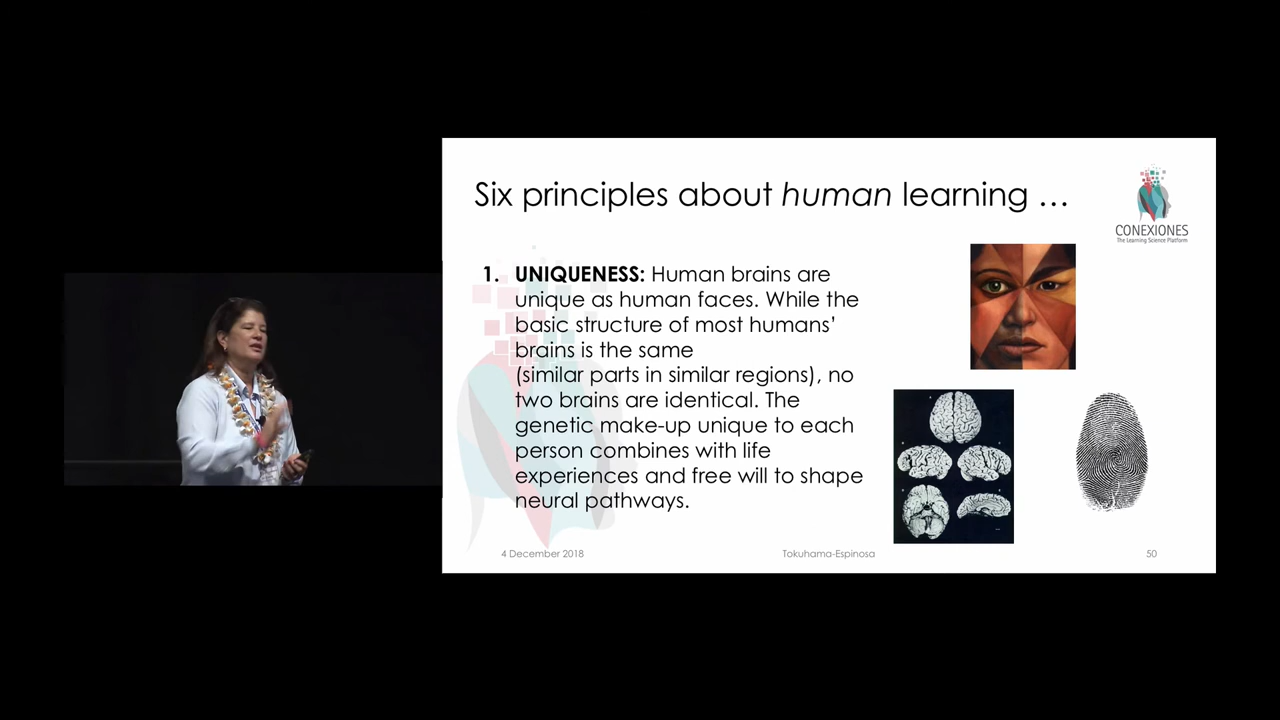 Six principles about human learning …
CONEXIONES
The Learning Science Platform
1. UNIQUENESS: Human brains are
unique as human faces. While the
basic structure of most humans’
brains is the same
(similar parts in similar regions), no
two brains are identical. The
genetic make-up unique to each
person combines with life
experiences and free will to shape
neural pathways.
4 December 2018
Tokuhama-Espinosa
50